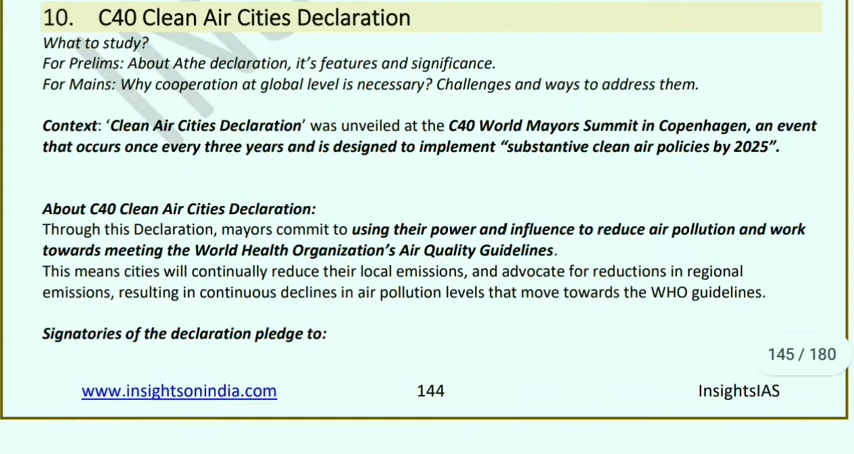 10. C40 Clean Air Cities Declaration
What to study?
For Prelims: About Athe declaration, it’s features and significance.
For Mains: Why cooperation at global level is necessary? Challenges and ways to address them.
Context: ‘Clean Air Cities Declaration’ was unveiled at the C40 World Mayors Summit in Copenhagen, an event
that occurs once every three years and is designed to implement “substantive clean air policies by 2025”.
About C40 Clean Air Cities Declaration:
Through this Declaration, mayors commit to using their power and influence to reduce air pollution and work
towards meeting the World Health Organization’s Air Quality Guidelines.
This means cities will continually reduce their local emissions, and advocate for reductions in regional
emissions, resulting in continuous declines in air pollution levels that move towards the WHO guidelines.
Signatories of the declaration pledge to:
145 / 180
www.insightsonindia.com 144 InsightsIAS